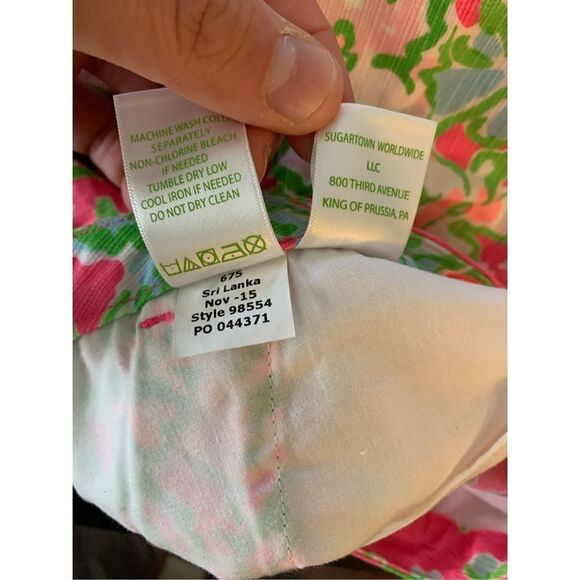 MACHINE WASH COLD
SEPARATELY
NON-CHLORINE BLEACH
IF NEEDED
TUMBLE DRY LOW
COOL IRON IF NEEDED
DO NOT DRY CLEAN
SUGARTOWN WORLDWIDE
LLC
800 THIRD AVENUE
KING OF PRUSSIA, PA
675
Sri Lanka
Nov -15
Style 98554
PO 044371